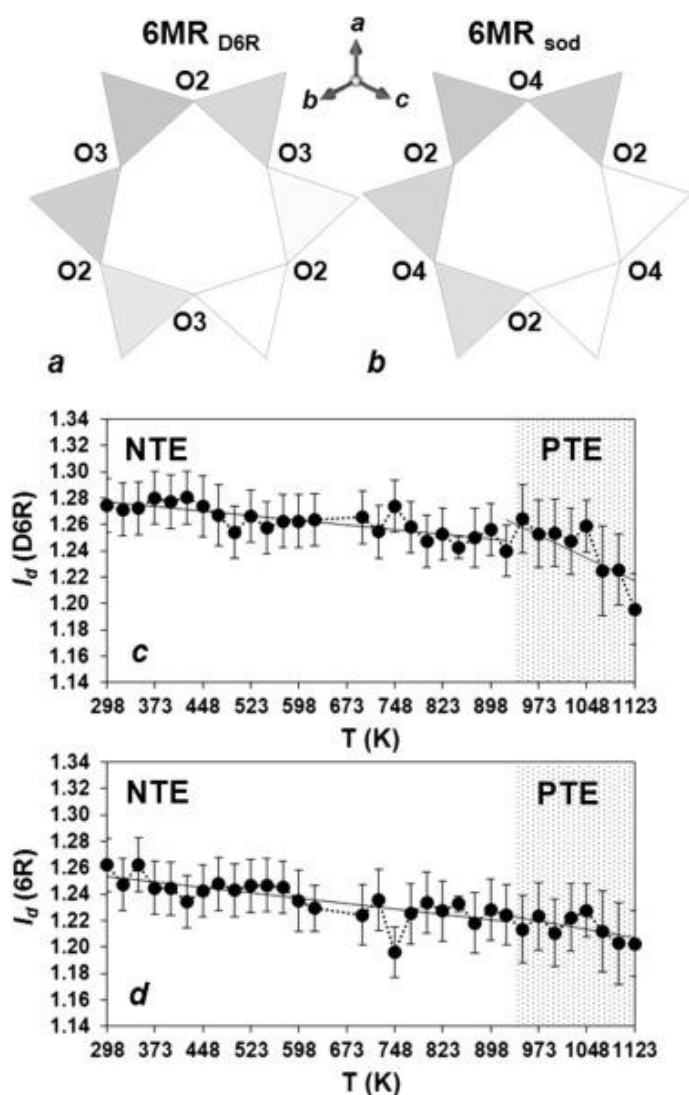 6MR D6R
6MR sod
a
b
c
O2
O3
O3
O2
O2
O3
a
O4
O2
O2
O4
O4
O2
b
1.34
1.32
1.30
1.28
1.26
1.24
1.22
1.20
1.18
1.16
1.14
I_d (D6R)
NTE
PTE
c
298 373 448 523 598 673 748 823 898 973 1048 1123
T (K)
1.34
1.32
1.30
1.28
1.26
1.24
1.22
1.20
1.18
1.16
1.14
I_d (6R)
NTE
PTE
d
298 373 448 523 598 673 748 823 898 973 1048 1123
T (K)